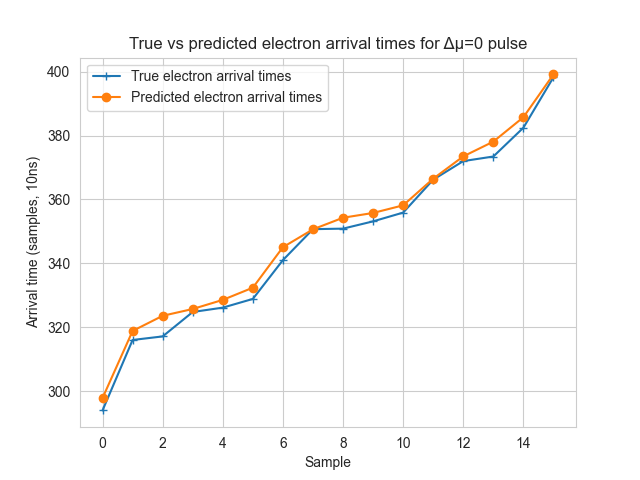 True vs predicted electron arrival times for Δμ=0 pulse
True electron arrival times
Predicted electron arrival times
Arrival time (samples, 10ns)
400
380
360
340
320
300
0 2 4 6 8 10 12 14
Sample